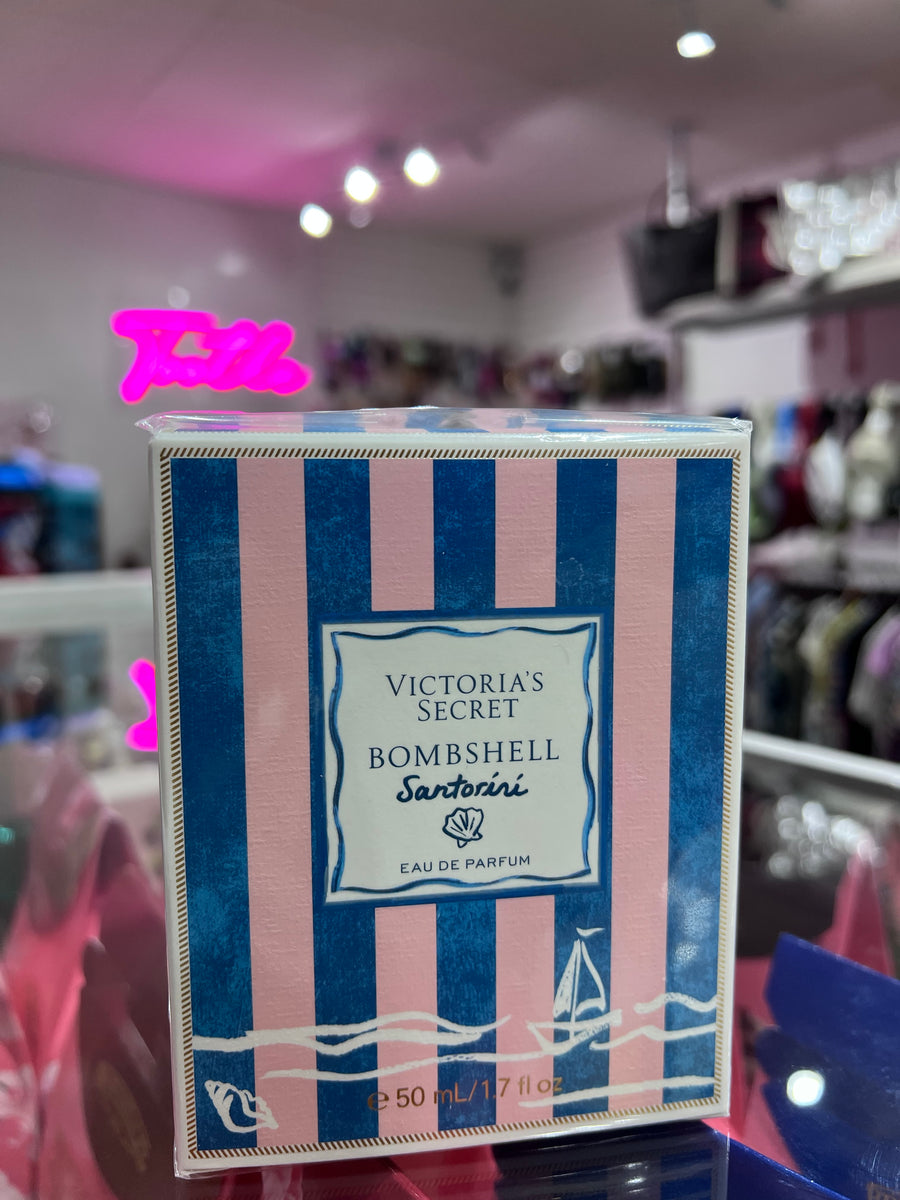 VICTORIA'S
SECRET
BOMBSHELL
Santorini
EAU DE PARFUM
℮ 50 mL/1.7 fl oz